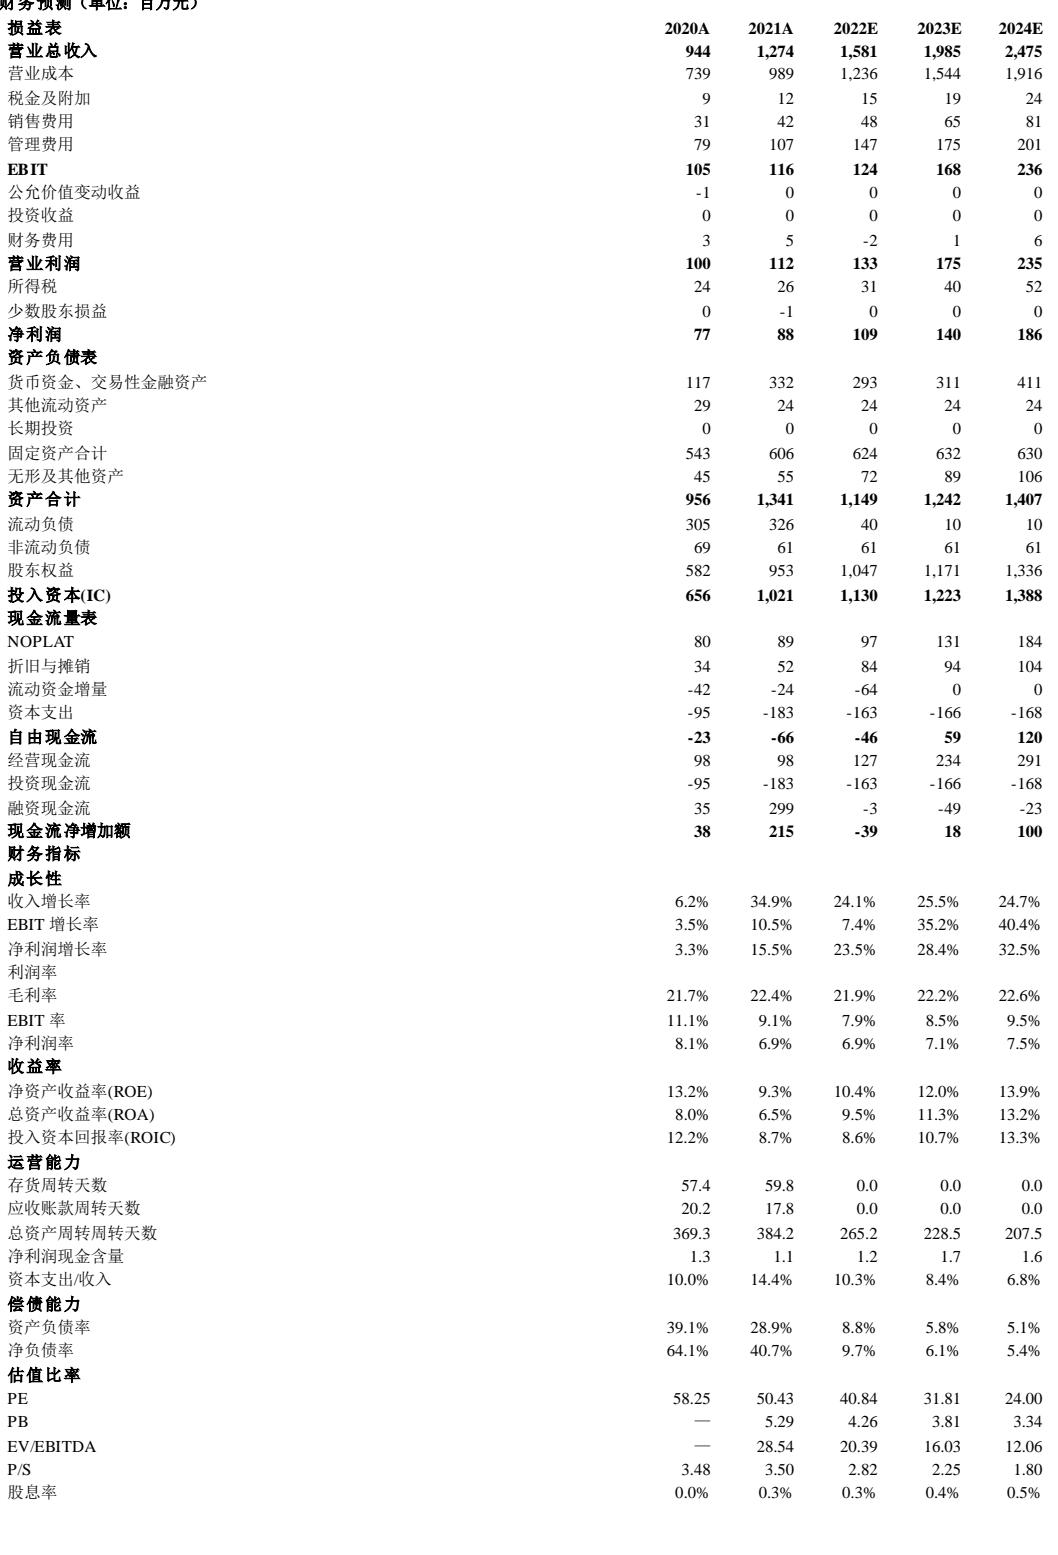 财务预测（单位：百万元）
损益表 2020A 2021A 2022E 2023E 2024E
营业总收入 944 1,274 1,581 1,985 2,475
营业成本 739 989 1,236 1,544 1,916
税金及附加 9 12 15 19 24
销售费用 31 42 48 65 81
管理费用 79 107 147 175 201
EBIT 105 116 124 168 236
公允价值变动收益 -1 0 0 0 0
投资收益 0 0 0 0 0
财务费用 3 5 -2 1 6
营业利润 100 112 133 175 235
所得税 24 26 31 40 52
少数股东损益 0 -1 0 0 0
净利润 77 88 109 140 186
资产负债表
货币资金、交易性金融资产 117 332 293 311 411
其他流动资产 29 24 24 24 24
长期投资 0 0 0 0 0
固定资产合计 543 606 624 632 630
无形及其他资产 45 55 72 89 106
资产合计 956 1,341 1,149 1,242 1,407
流动负债 305 326 40 10 10
非流动负债 69 61 61 61 61
股东权益 582 953 1,047 1,171 1,336
投入资本(IC) 656 1,021 1,130 1,223 1,388
现金流量表
NOPLAT 80 89 97 131 184
折旧与摊销 34 52 84 94 104
流动资金增量 -42 -24 -64 0 0
资本支出 -95 -183 -163 -166 -168
自由现金流 -23 -66 -46 59 120
经营现金流 98 98 127 234 291
投资现金流 -95 -183 -163 -166 -168
融资现金流 35 299 -3 -49 -23
现金流净增加额 38 215 -39 18 100
财务指标
成长性
收入增长率 6.2% 34.9% 24.1% 25.5% 24.7%
EBIT 增长率 3.5% 10.5% 7.4% 35.2% 40.4%
净利润增长率 3.3% 15.5% 23.5% 28.4% 32.5%
利润率
毛利率 21.7% 22.4% 21.9% 22.2% 22.6%
EBIT 率 11.1% 9.1% 7.9% 8.5% 9.5%
净利润率 8.1% 6.9% 6.9% 7.1% 7.5%
收益率
净资产收益率(ROE) 13.2% 9.3% 10.4% 12.0% 13.9%
总资产收益率(ROA) 8.0% 6.5% 9.5% 11.3% 13.2%
投入资本回报率(ROIC) 12.2% 8.7% 8.6% 10.7% 13.3%
运营能力
存货周转天数 57.4 59.8 0.0 0.0 0.0
应收账款周转天数 20.2 17.8 0.0 0.0 0.0
总资产周转周转天数 369.3 384.2 265.2 228.5 207.5
净利润现金含量 1.3 1.1 1.2 1.7 1.6
资本支出/收入 10.0% 14.4% 10.3% 8.4% 6.8%
偿债能力
资产负债率 39.1% 28.9% 8.8% 5.8% 5.1%
净负债率 64.1% 40.7% 9.7% 6.1% 5.4%
估值比率
PE 58.25 50.43 40.84 31.81 24.00
PB — 5.29 4.26 3.81 3.34
EV/EBITDA — 28.54 20.39 16.03 12.06
P/S 3.48 3.50 2.82 2.25 1.80
股息率 0.0% 0.3% 0.3% 0.4% 0.5%